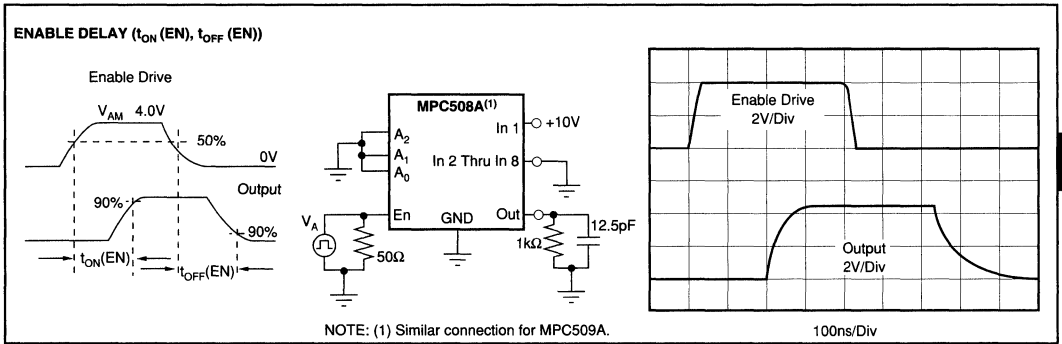 ENABLE DELAY (tON (EN), tOFF (EN))
Enable Drive
VAM 4.0V
50%
0V
Output
90%
90%
tON(EN)
tOFF(EN)
MPC508A(1)
A2
A1
A0
In 1
+10V
In 2 Thru In 8
En
GND
Out
VA
50Ω
1kΩ
12.5pF
NOTE: (1) Similar connection for MPC509A.
Enable Drive
2V/Div
Output
2V/Div
100ns/Div